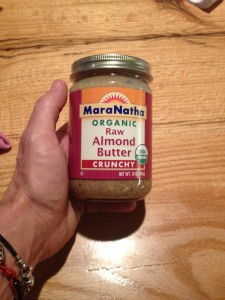 MaraNatha
ORGANIC
Raw
Almond
Butter
CRUNCHY